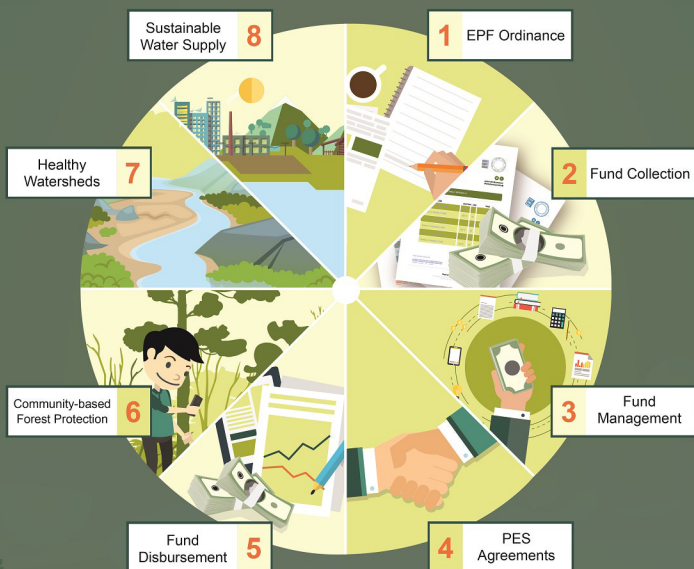 1 EPF Ordinance
2 Fund Collection
3 Fund
Management
4 PES
Agreements
Fund
Disbursement 5
Community-based
Forest Protection 6
Healthy
Watersheds 7
Sustainable
Water Supply 8